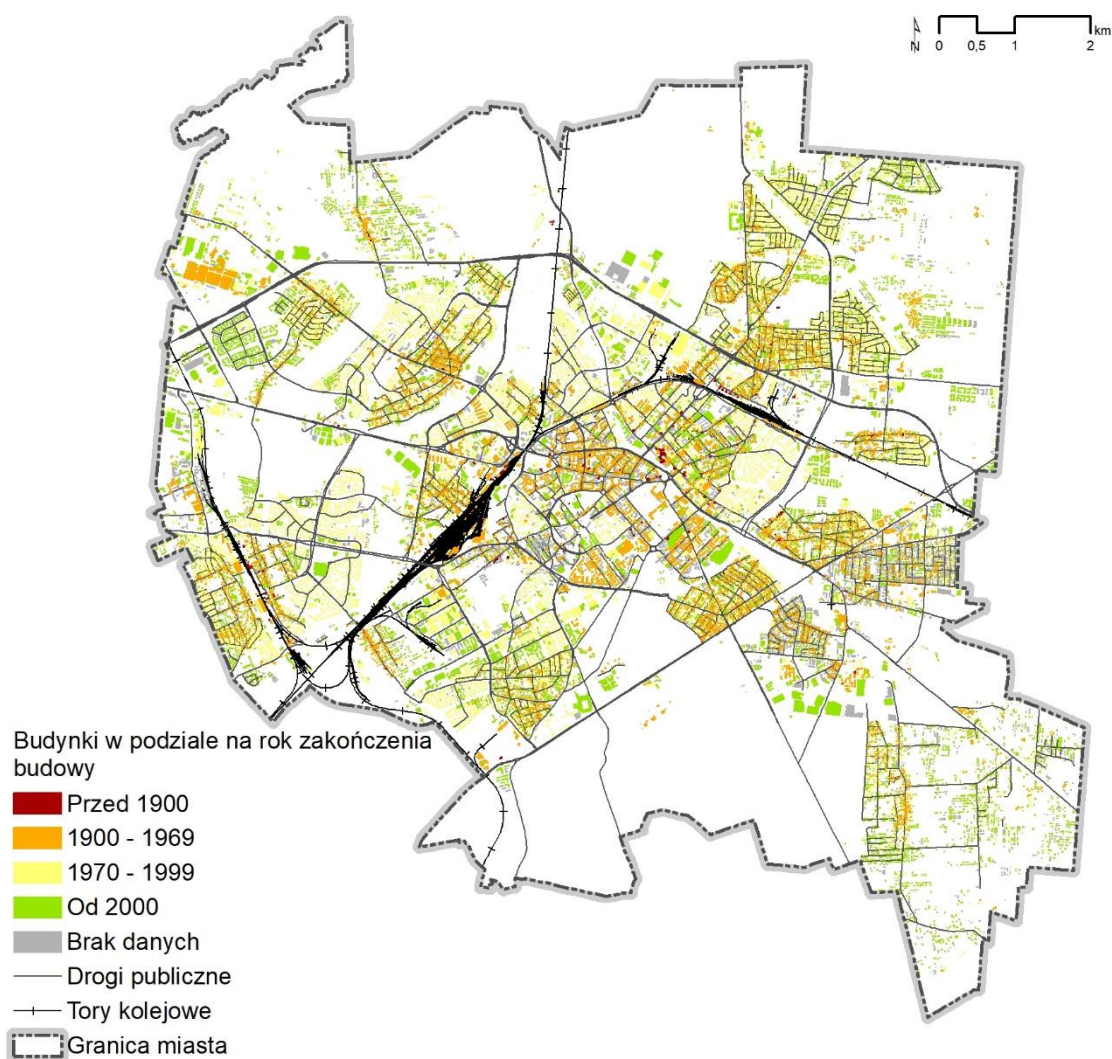 N 0 0,5 1 2 km
Budynki w podziale na rok zakończenia
budowy
Przed 1900
1900 - 1969
1970 - 1999
Od 2000
Brak danych
Drogi publiczne
Tory kolejowe
Granica miasta